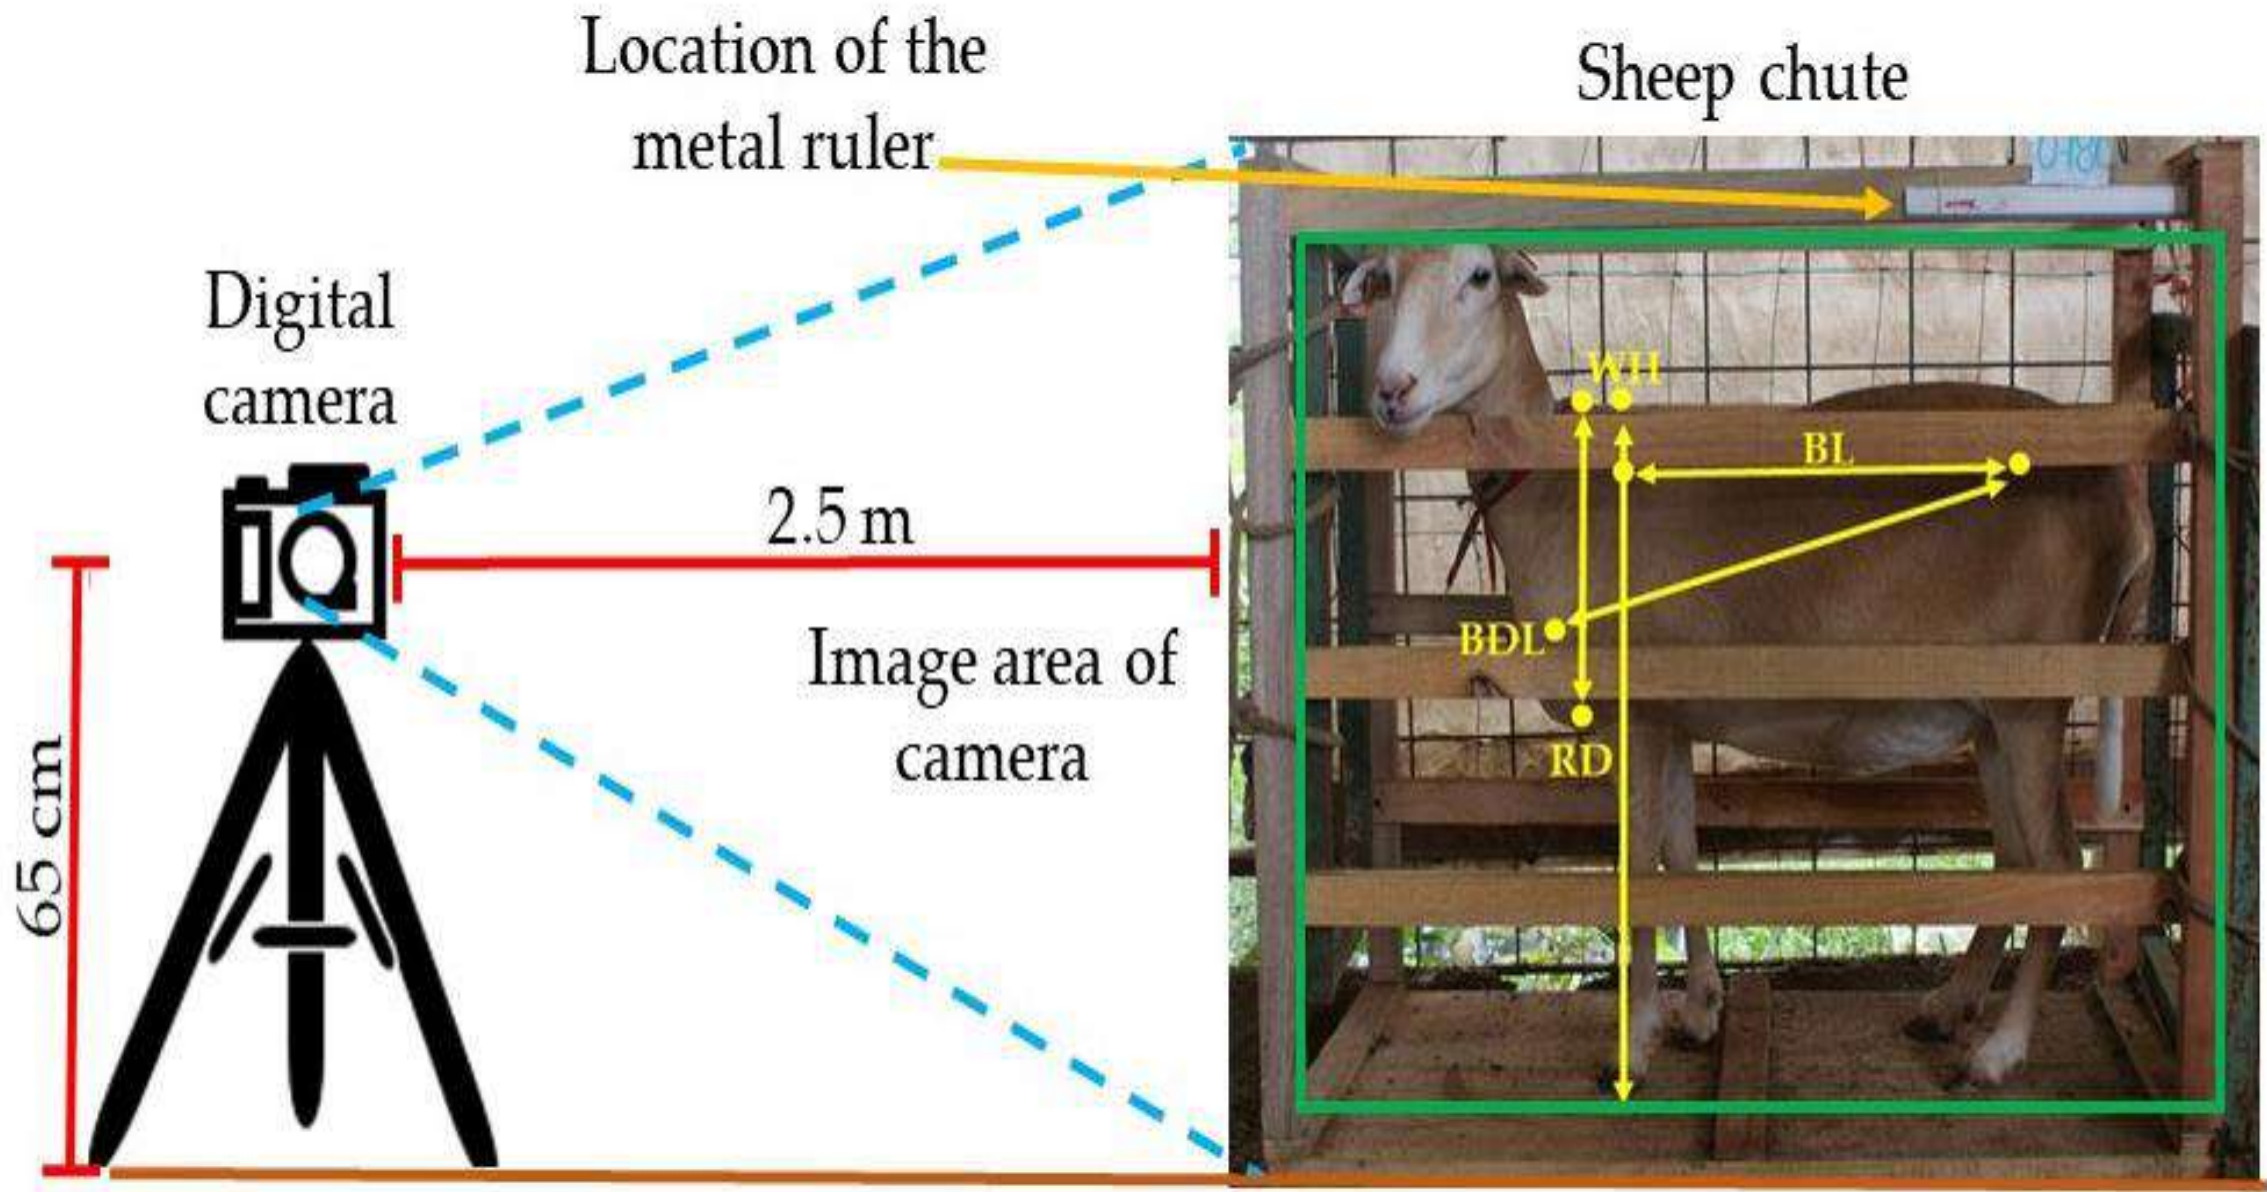 Location of the
metal ruler
Sheep chute
Digital
camera
2.5 m
Image area of
camera
65 cm
WH
BL
BDL
RD